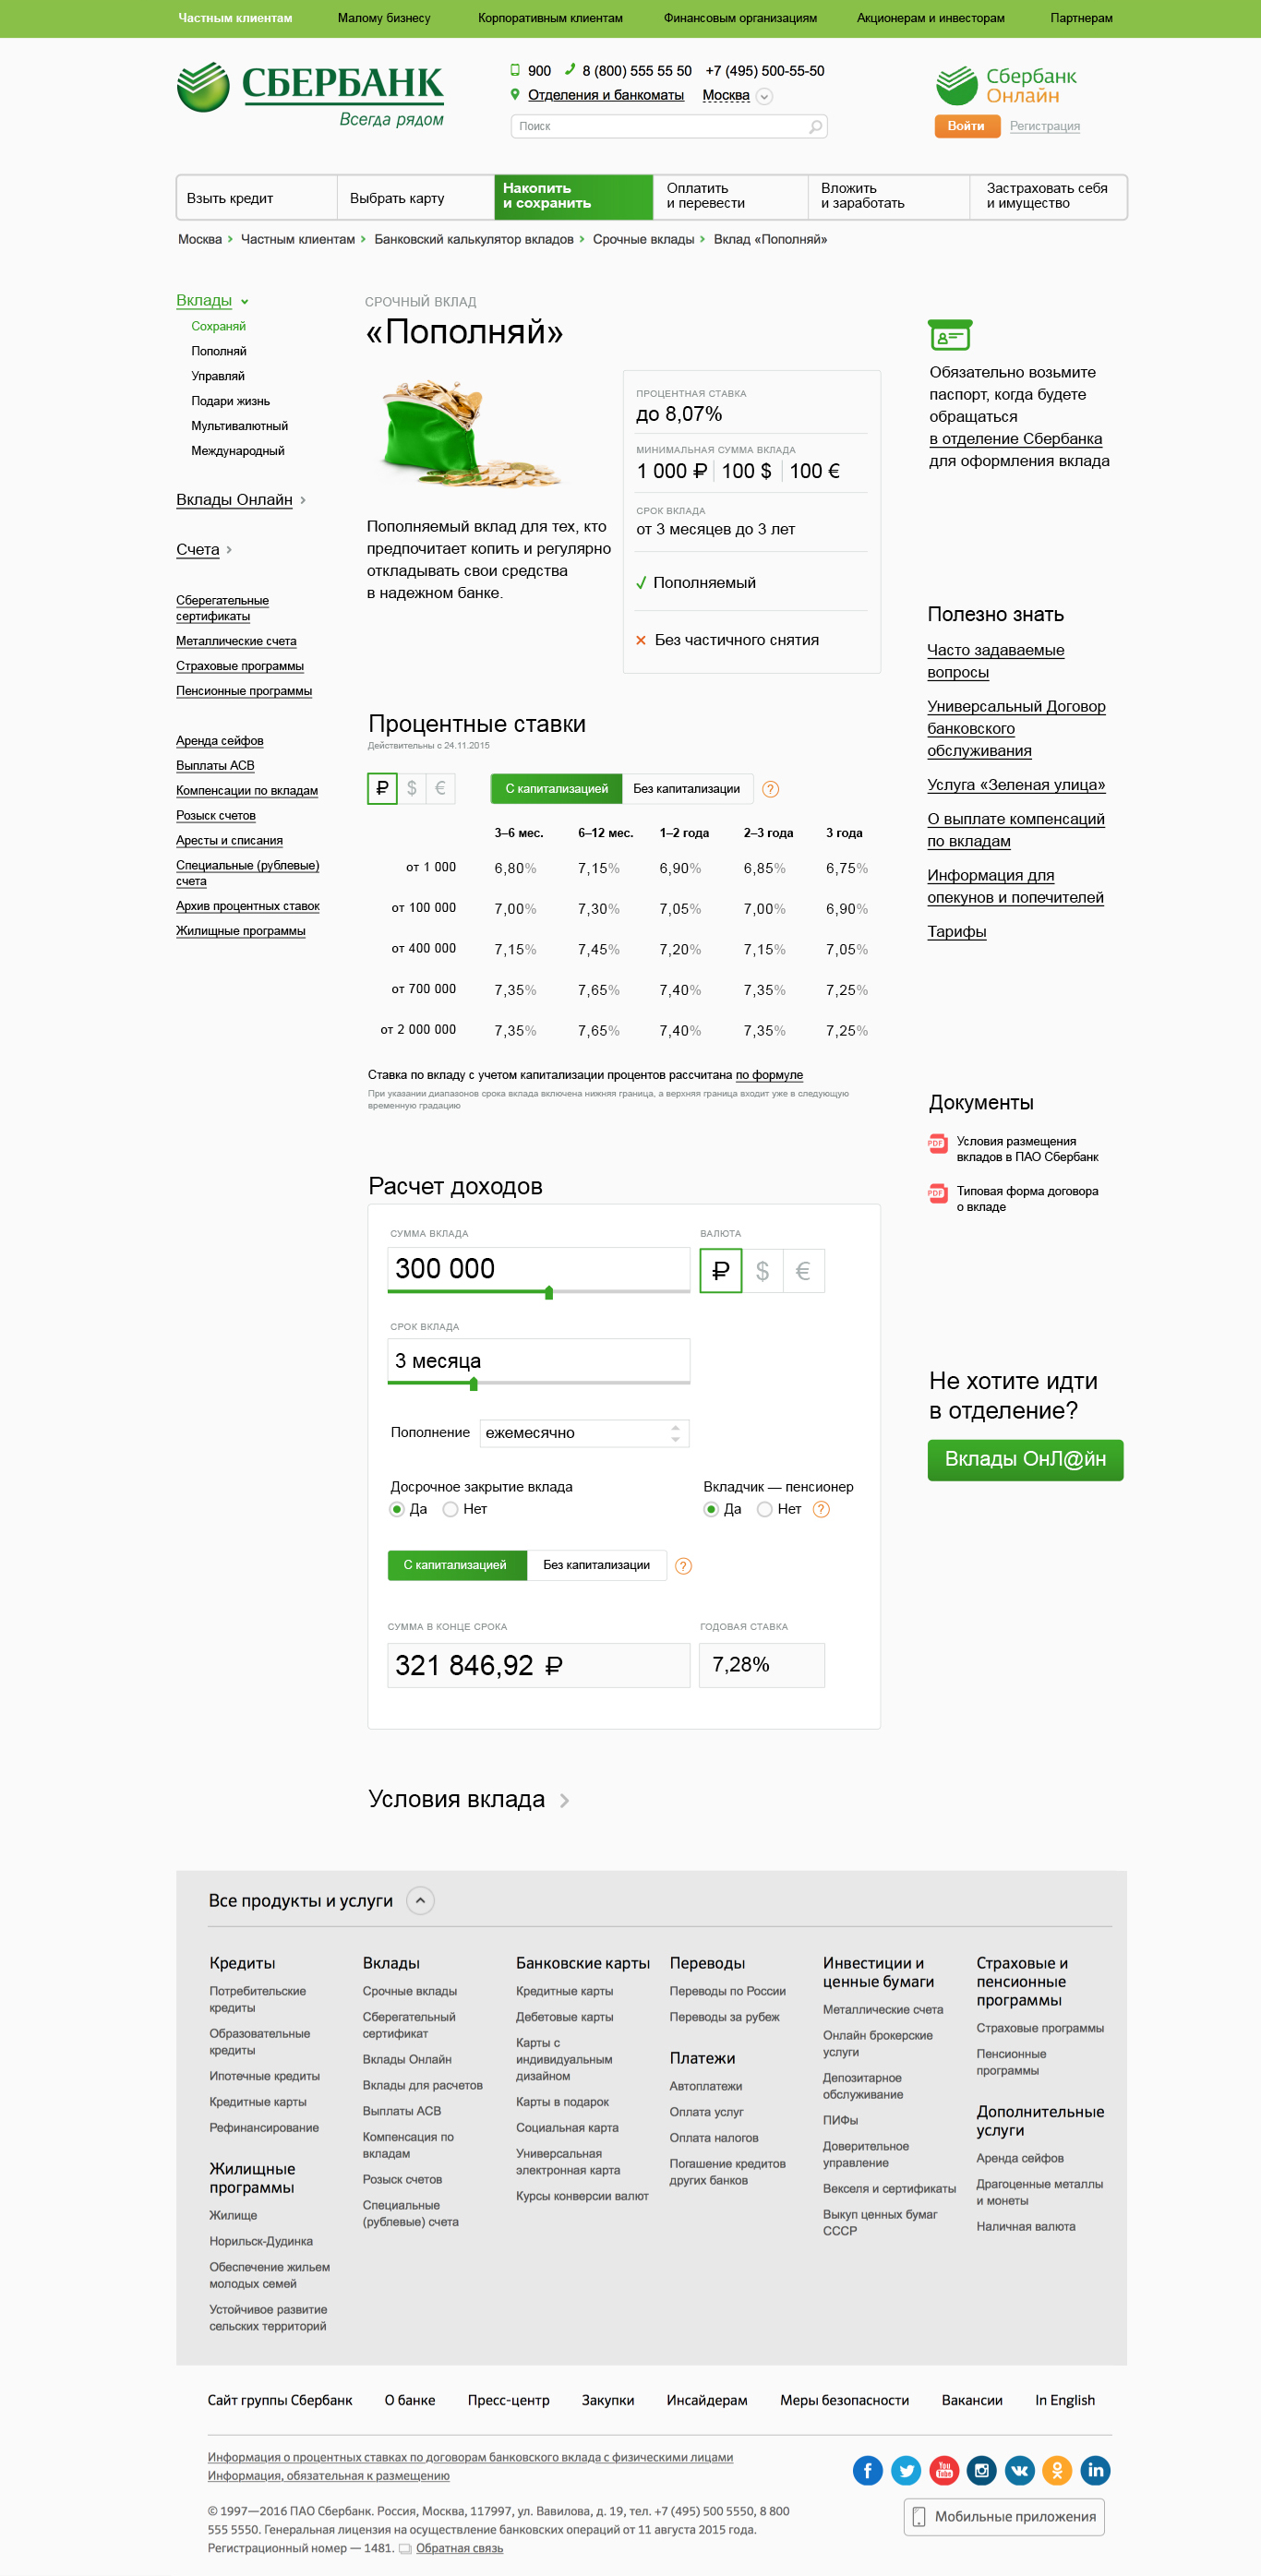 Частным клиентам Малому бизнесу Корпоративным клиентам Финансовым организациям Акционерам и инвесторам Партнерам
СБЕРБАНК
Всегда рядом
900 8 (800) 555 55 50 +7 (495) 500-55-50
Отделения и банкоматы Москва
Поиск
Сбербанк
Онлайн
Войти Регистрация
Взыть кредит
Выбрать карту
Накопить
и сохранить
Оплатить
и перевести
Вложить
и заработать
Застраховать себя
и имущество
Москва Частным клиентам Банковский калькулятор вкладов Срочные вклады Вклад «Пополняй»
Вклады
Сохраняй
Пополняй
Управляй
Подари жизнь
Мультивалютный
Международный
Вклады Онлайн
Счета
Сберегательные
сертификаты
Металлические счета
Страховые программы
Пенсионные программы
Аренда сейфов
Выплаты АСВ
Компенсации по вкладам
Розыск счетов
Аресты и списания
Специальные (рублевые)
счета
Архив процентных ставок
Жилищные программы
СРОЧНЫЙ ВКЛАД
«Пополняй»
Пополняемый вклад для тех, кто
предпочитает копить и регулярно
откладывать свои средства
в надежном банке.
ПРОЦЕНТНАЯ СТАВКА
до 8,07%
МИНИМАЛЬНАЯ СУММА ВКЛАДА
1 000 ₽ 100 $ 100 €
СРОК ВКЛАДА
от 3 месяцев до 3 лет
Пополняемый
Без частичного снятия
Процентные ставки
Действительны с 24.11.2015
₽ $ € С капитализацией Без капитализации ?
3–6 мес. 6–12 мес. 1–2 года 2–3 года 3 года
от 1 000 6,80% 7,15% 6,90% 6,85% 6,75%
от 100 000 7,00% 7,30% 7,05% 7,00% 6,90%
от 400 000 7,15% 7,45% 7,20% 7,15% 7,05%
от 700 000 7,35% 7,65% 7,40% 7,35% 7,25%
от 2 000 000 7,35% 7,65% 7,40% 7,35% 7,25%
Ставка по вкладу с учетом капитализации процентов рассчитана по формуле
При указании диапазонов срока вклада включена нижняя граница, а верхняя граница входит уже в следующую
временную градацию
Расчет доходов
СУММА ВКЛАДА ВАЛЮТА
300 000 ₽ $ €
СРОК ВКЛАДА
3 месяца
Пополнение ежемесячно
Досрочное закрытие вклада Вкладчик — пенсионер
Да Нет Да Нет ?
С капитализацией Без капитализации ?
СУММА В КОНЦЕ СРОКА ГОДОВАЯ СТАВКА
321 846,92 ₽ 7,28%
Условия вклада
Обязательно возьмите
паспорт, когда будете
обращаться
в отделение Сбербанка
для оформления вклада
Полезно знать
Часто задаваемые
вопросы
Универсальный Договор
банковского
обслуживания
Услуга «Зеленая улица»
О выплате компенсаций
по вкладам
Информация для
опекунов и попечителей
Тарифы
Документы
PDF Условия размещения
вкладов в ПАО Сбербанк
PDF Типовая форма договора
о вкладе
Не хотите идти
в отделение?
Вклады ОнЛ@йн
Все продукты и услуги
Кредиты
Потребительские
кредиты
Образовательные
кредиты
Ипотечные кредиты
Кредитные карты
Рефинансирование
Жилищные
программы
Жилище
Норильск-Дудинка
Обеспечение жильем
молодых семей
Устойчивое развитие
сельских территорий
Вклады
Срочные вклады
Сберегательный
сертификат
Вклады Онлайн
Вклады для расчетов
Выплаты АСВ
Компенсация по
вкладам
Розыск счетов
Специальные
(рублевые) счета
Банковские карты
Кредитные карты
Дебетовые карты
Карты с
индивидуальным
дизайном
Карты в подарок
Социальная карта
Универсальная
электронная карта
Курсы конверсии валют
Переводы
Переводы по России
Переводы за рубеж
Платежи
Автоплатежи
Оплата услуг
Оплата налогов
Погашение кредитов
других банков
Инвестиции и
ценные бумаги
Металлические счета
Онлайн брокерские
услуги
Депозитарное
обслуживание
ПИФы
Доверительное
управление
Векселя и сертификаты
Выкуп ценных бумаг
СССР
Страховые и
пенсионные
программы
Страховые программы
Пенсионные
программы
Дополнительные
услуги
Аренда сейфов
Драгоценные металлы
и монеты
Наличная валюта
Сайт группы Сбербанк О банке Пресс-центр Закупки Инсайдерам Меры безопасности Вакансии In English
Информация о процентных ставках по договорам банковского вклада с физическими лицами
Информация, обязательная к размещению
You
Tube
in
© 1997—2016 ПАО Сбербанк. Россия, Москва, 117997, ул. Вавилова, д. 19, тел. +7 (495) 500 5550, 8 800
555 5550. Генеральная лицензия на осуществление банковских операций от 11 августа 2015 года.
Регистрационный номер — 1481. Обратная связь
Мобильные приложения